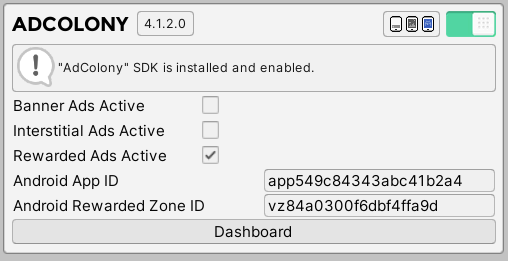 ADCOLONY 4.1.2.0
"AdColony" SDK is installed and enabled.
Banner Ads Active
Interstitial Ads Active
Rewarded Ads Active
Android App ID app549c84343abc41b2a4
Android Rewarded Zone ID vz84a0300f6dbf4ffa9d
Dashboard